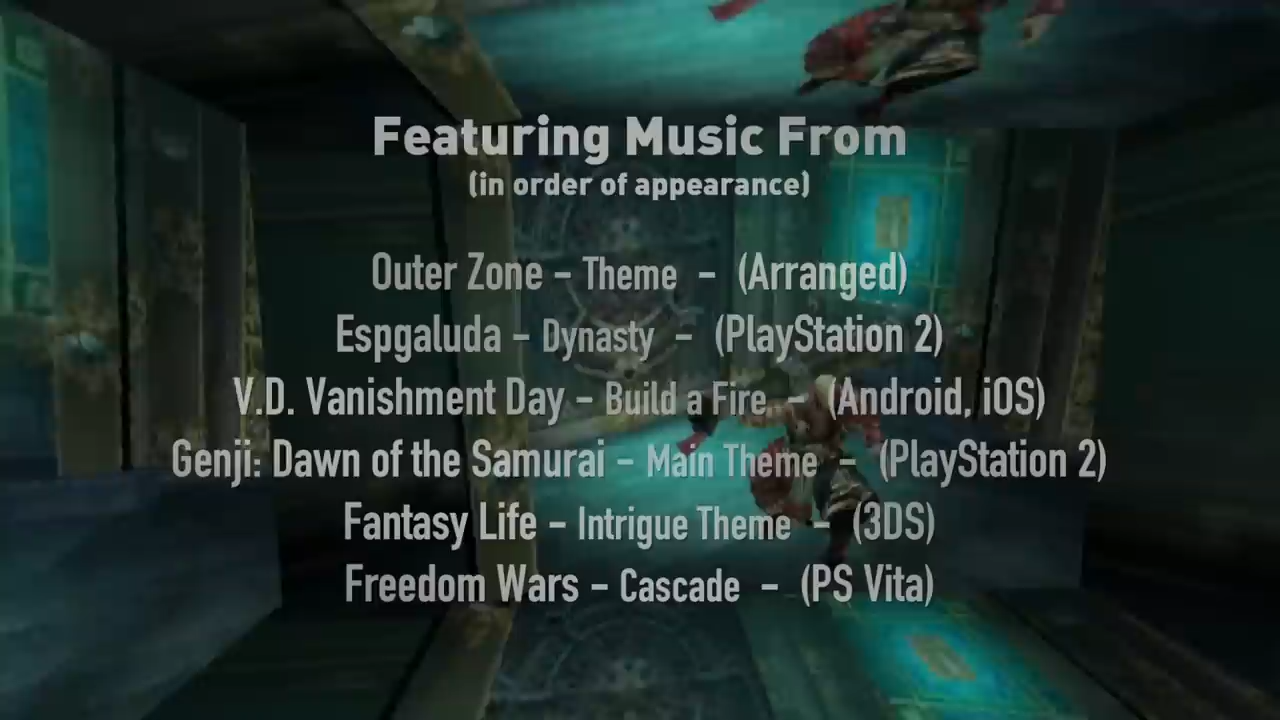 Featuring Music From
(in order of appearance)
Outer Zone – Theme – (Arranged)
Espgaluda – Dynasty – (PlayStation 2)
V.D. Vanishment Day – Build a Fire – (Android, iOS)
Genji: Dawn of the Samurai – Main Theme – (PlayStation 2)
Fantasy Life – Intrigue Theme – (3DS)
Freedom Wars – Cascade – (PS Vita)